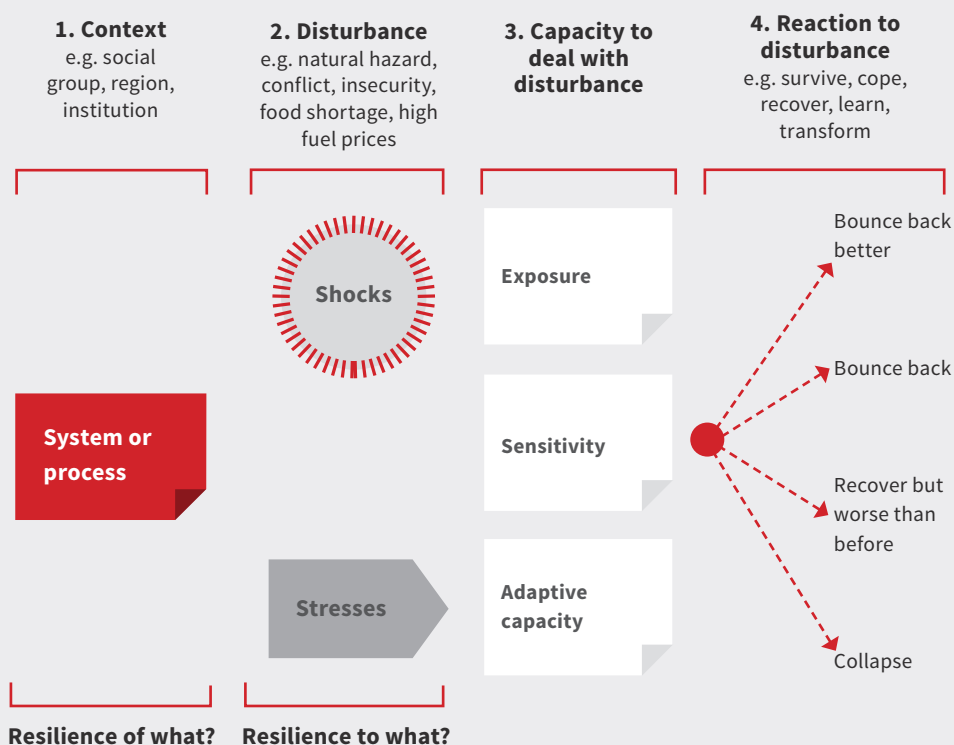 1. Context
e.g. social
group, region,
institution
2. Disturbance
e.g. natural hazard,
conflict, insecurity,
food shortage, high
fuel prices
3. Capacity to
deal with
disturbance
4. Reaction to
disturbance
e.g. survive, cope,
recover, learn,
transform
System or
process
Shocks
Stresses
Exposure
Sensitivity
Adaptive
capacity
Bounce back
better
Bounce back
Recover but
worse than
before
Collapse
Resilience of what?
Resilience to what?